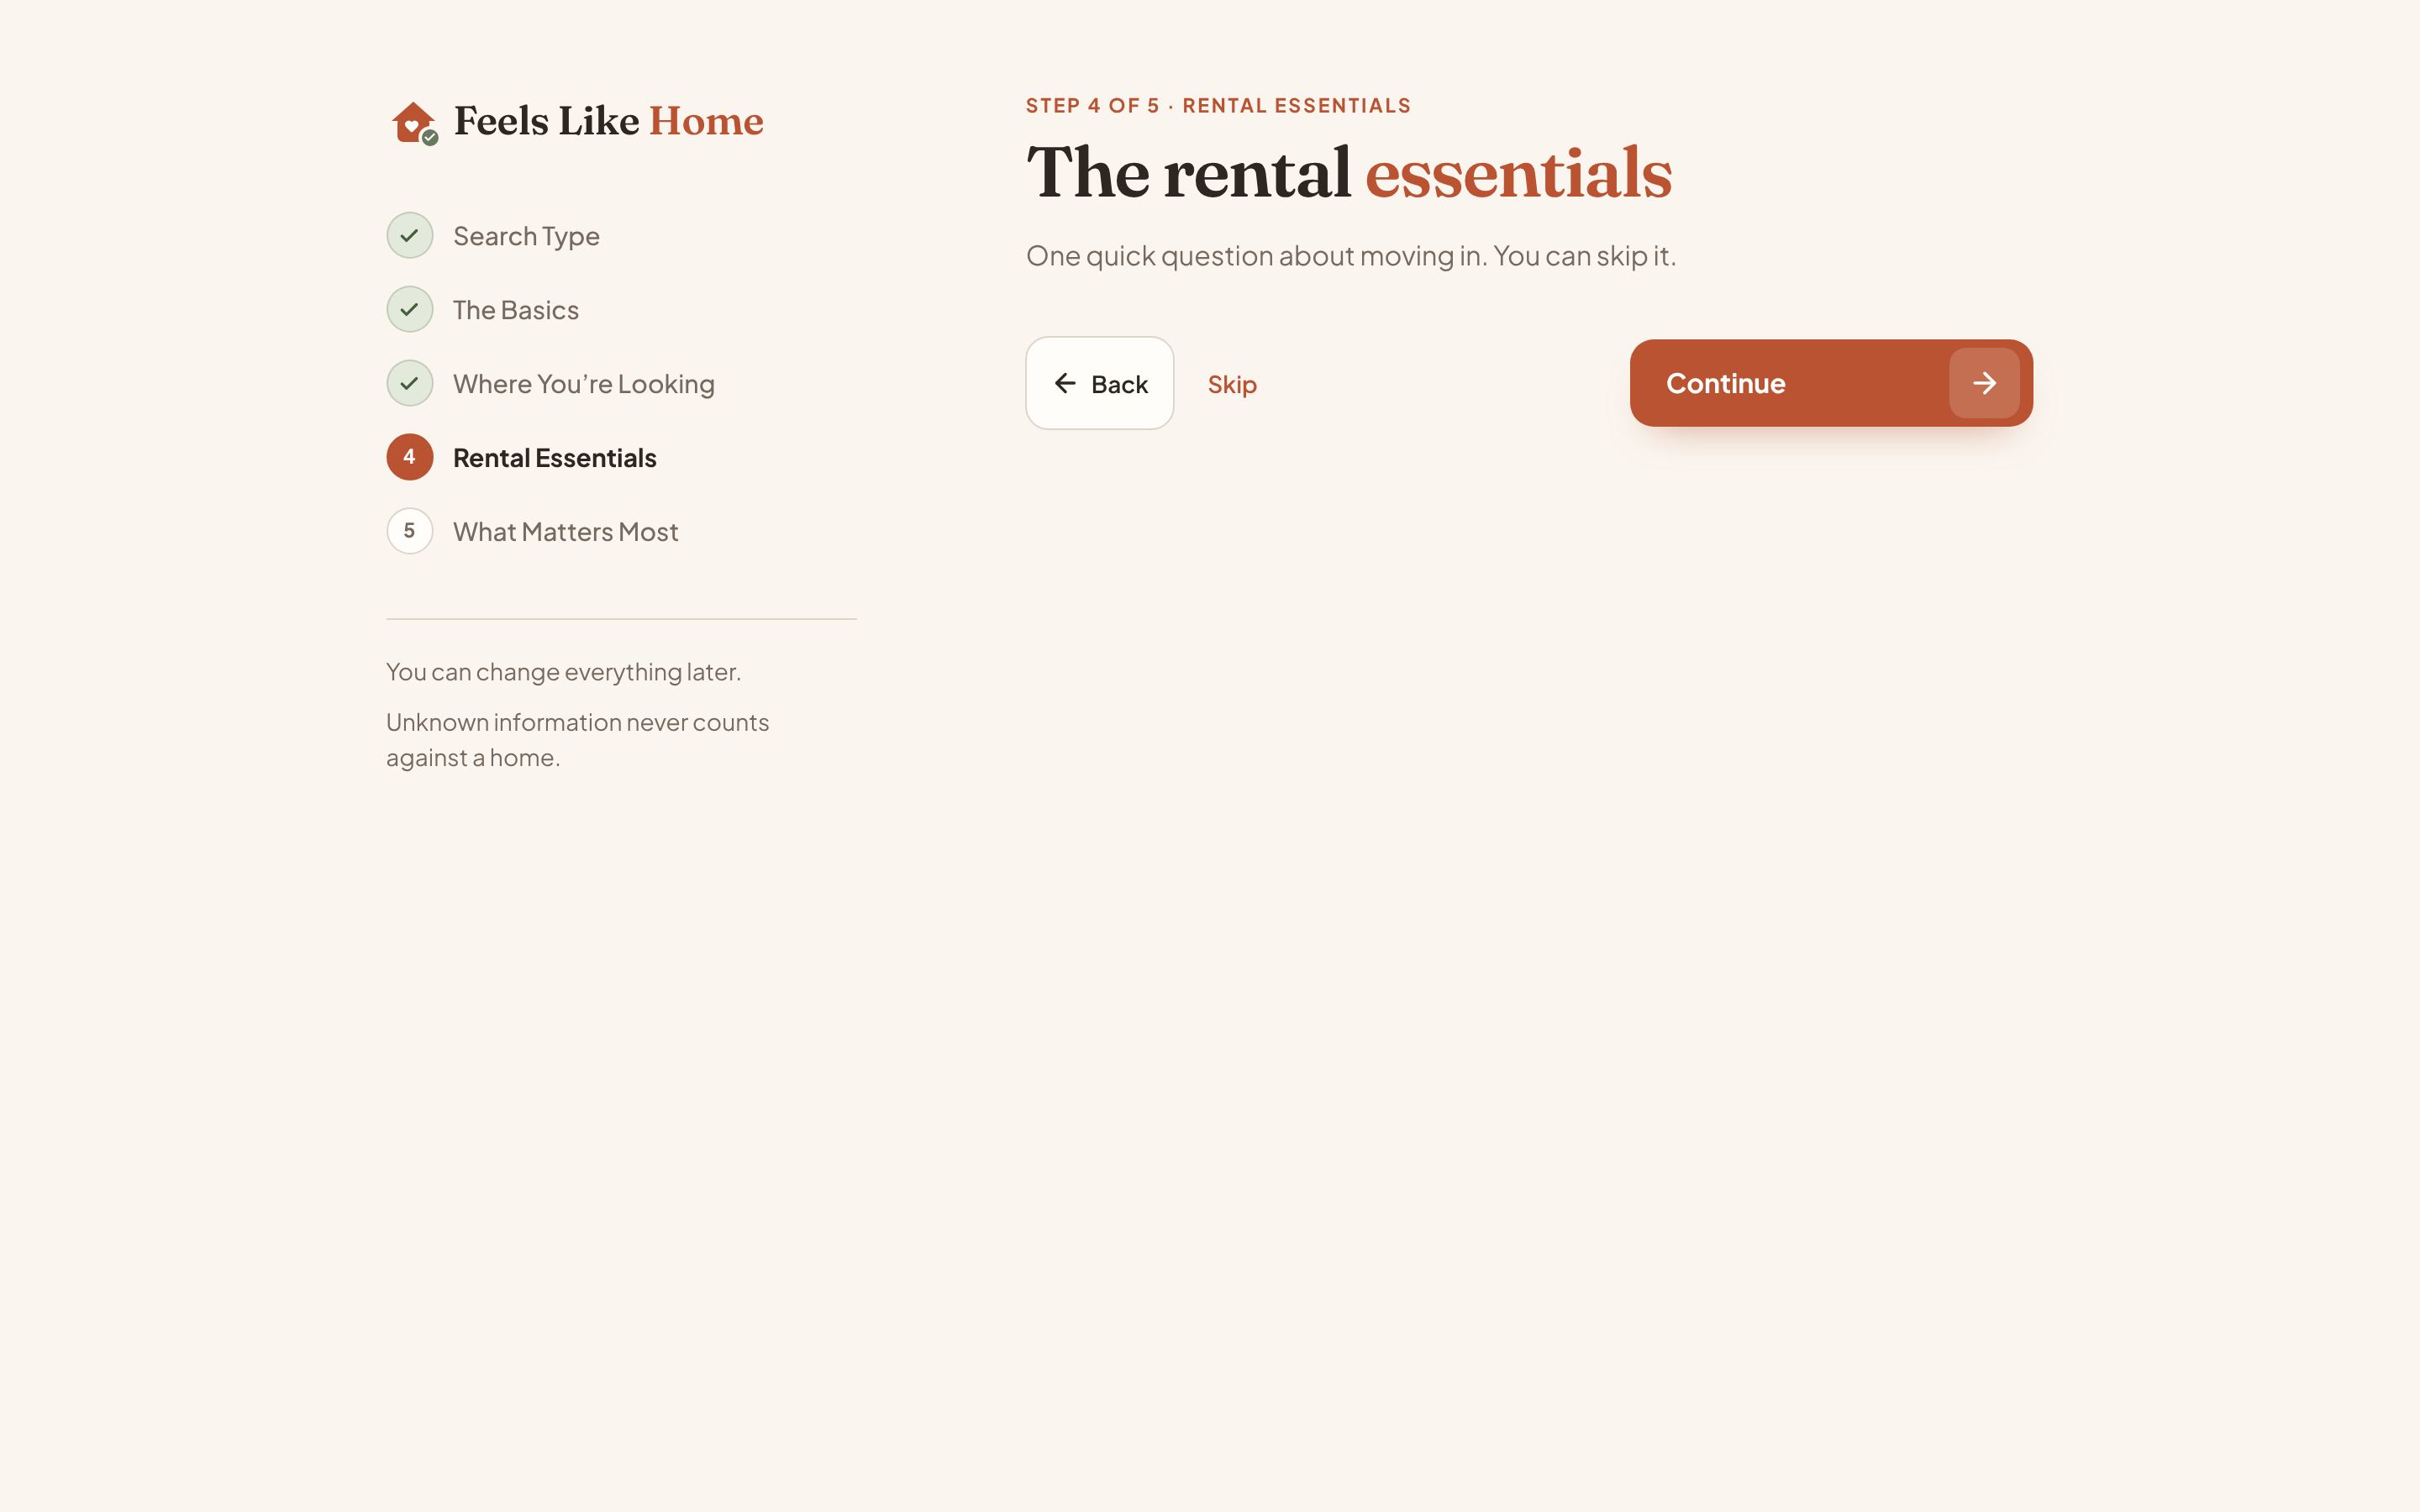 Feels Like Home
Search Type
The Basics
Where You’re Looking
4 Rental Essentials
5 What Matters Most
You can change everything later.
Unknown information never counts
against a home.
STEP 4 OF 5 · RENTAL ESSENTIALS
The rental essentials
One quick question about moving in. You can skip it.
Back Skip Continue